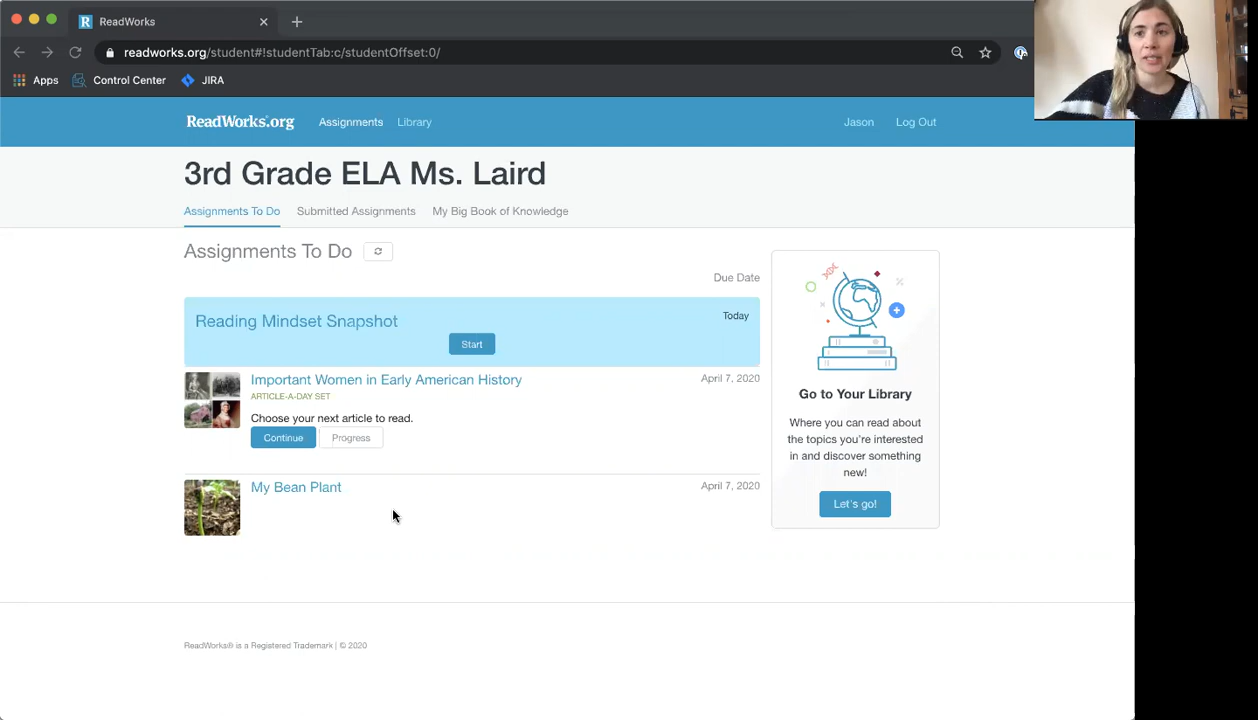 ReadWorks
readworks.org/student#!studentTab:c/studentOffset:0/
Apps Control Center JIRA
ReadWorks.org Assignments Library Jason Log Out
3rd Grade ELA Ms. Laird
Assignments To Do Submitted Assignments My Big Book of Knowledge
Assignments To Do
Due Date
Reading Mindset Snapshot Today
Start
Important Women in Early American History April 7, 2020
ARTICLE-A-DAY SET
Choose your next article to read.
Continue Progress
My Bean Plant April 7, 2020
Go to Your Library
Where you can read about
the topics you're interested
in and discover something
new!
Let's go!
ReadWorks® is a Registered Trademark | © 2020